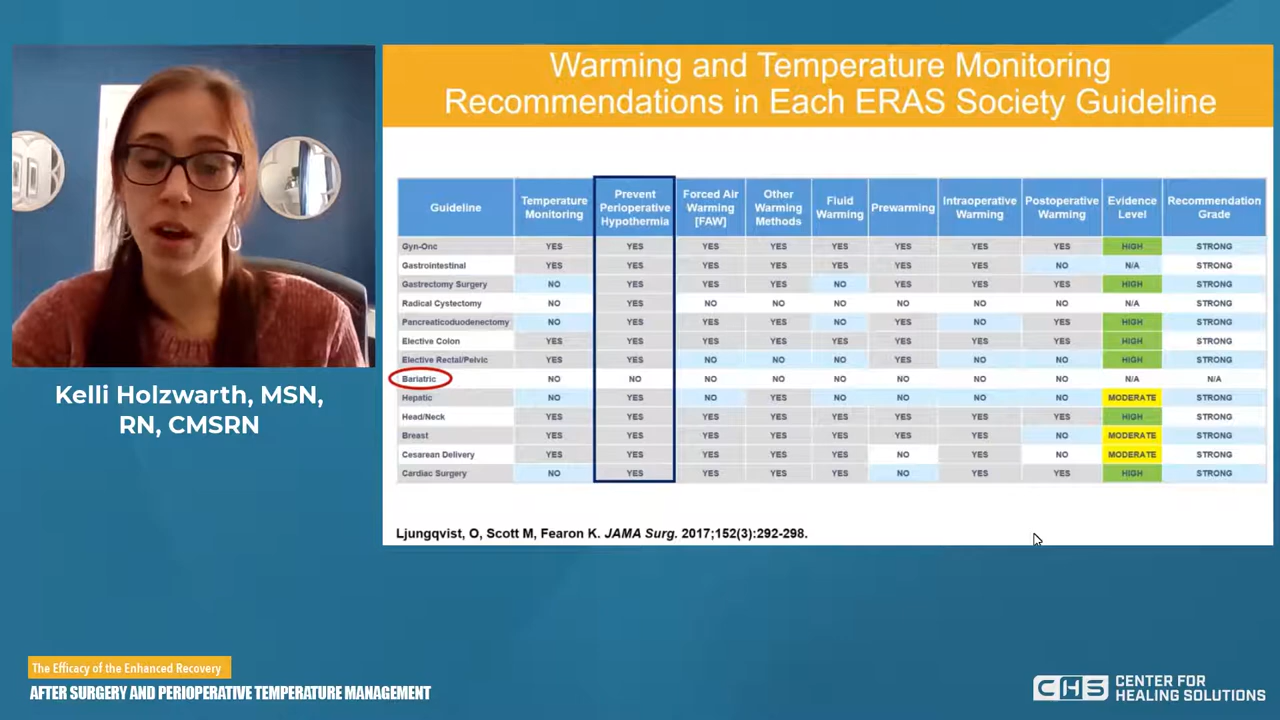 Warming and Temperature Monitoring
Recommendations in Each ERAS Society Guideline
Guideline Temperature Monitoring Prevent Perioperative Hypothermia Forced Air Warming [FAW] Other Warming Methods Fluid Warming Prewarming Intraoperative Warming Postoperative Warming Evidence Level Recommendation Grade
Gyn-Onc YES YES YES YES YES YES YES YES HIGH STRONG
Gastrointestinal YES YES YES YES YES YES YES NO N/A STRONG
Gastrectomy Surgery NO YES YES YES NO YES YES YES HIGH STRONG
Radical Cystectomy NO YES NO NO NO NO NO NO N/A STRONG
Pancreaticoduodenectomy NO YES YES YES NO YES NO YES HIGH STRONG
Elective Colon YES YES YES YES YES YES YES YES HIGH STRONG
Elective Rectal/Pelvic YES YES NO NO NO YES NO NO HIGH STRONG
Bariatric NO NO NO NO NO NO NO NO N/A N/A
Hepatic NO YES NO YES NO NO NO NO MODERATE STRONG
Head/Neck YES YES YES YES YES YES YES YES HIGH STRONG
Breast YES YES YES YES YES YES YES NO MODERATE STRONG
Cesarean Delivery YES YES YES YES YES NO YES NO MODERATE STRONG
Cardiac Surgery NO YES YES YES YES NO YES YES HIGH STRONG
Ljungqvist, O, Scott M, Fearon K. JAMA Surg. 2017;152(3):292-298.
Kelli Holzwarth, MSN,
RN, CMSRN
The Efficacy of the Enhanced Recovery
AFTER SURGERY AND PERIOPERATIVE TEMPERATURE MANAGEMENT
CHS CENTER FOR
HEALING SOLUTIONS